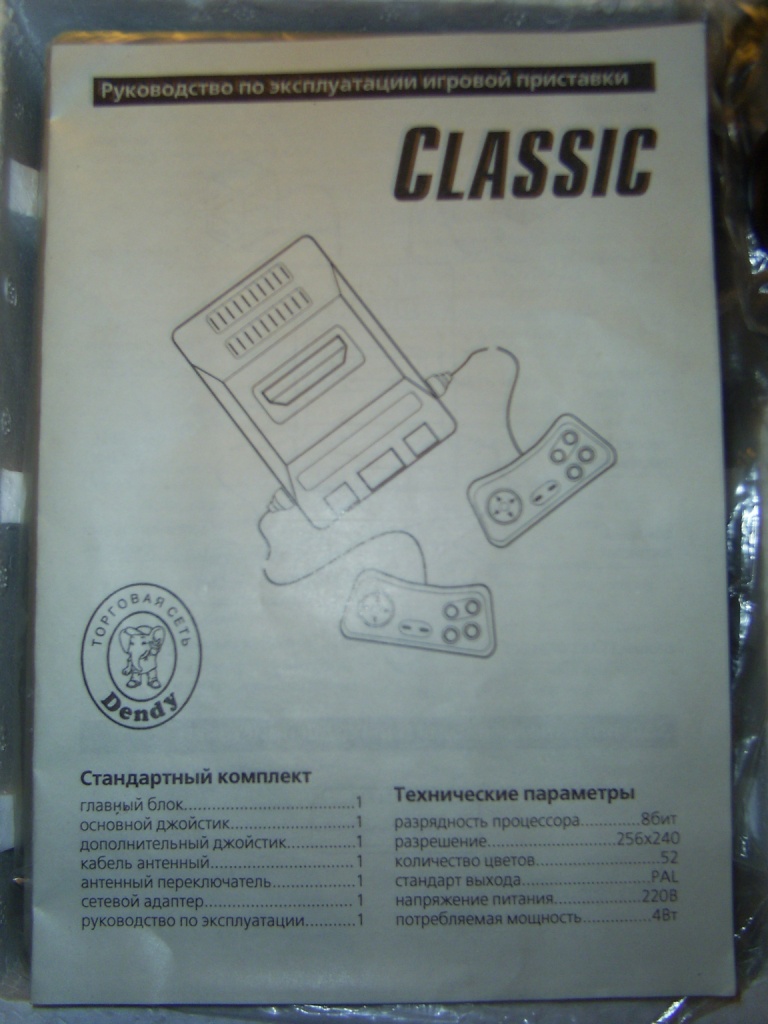 Руководство по эксплуатации игровой приставки
CLASSIC
ТОРГОВАЯ СЕТЬ
Dendy
Стандартный комплект
главный блок..................................1
основной джойстик.........................1
дополнительный джойстик..............1
кабель антенный.............................1
антенный переключатель................1
сетевой адаптер..............................1
руководство по эксплуатации..........1
Технические параметры
разрядность процессора............8бит
разрешение..........................256х240
количество цветов.........................52
стандарт выхода..........................PAL
напряжение питания.................220В
потребляемая мощность..............4Вт